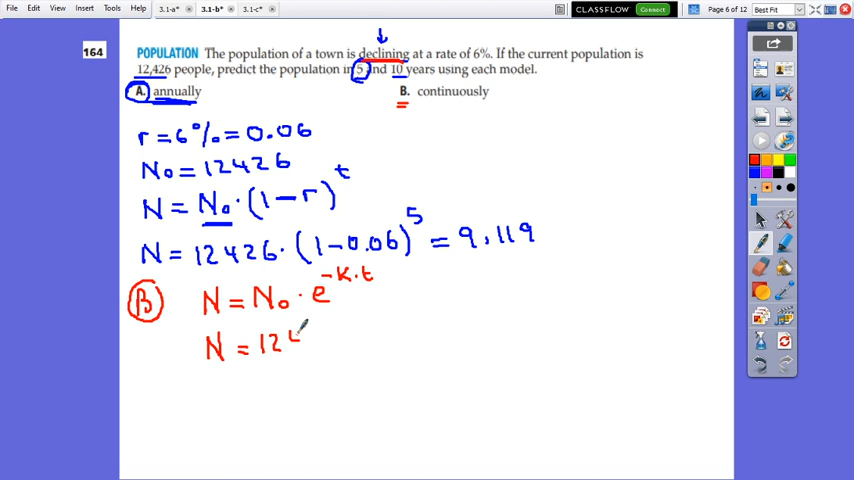 File View Insert Tools Help 3.1-a* 3.1-b* 3.1-c* CLASSFLOW Connect Page 6 of 12 Best Fit
164 POPULATION The population of a town is declining at a rate of 6%. If the current population is
12,426 people, predict the population in 5 and 10 years using each model.
A. annually B. continuously
r = 6% = 0.06
N₀ = 12426
N = N₀ · (1 - r)^t
N = 12426 · (1 - 0.06)^5 = 9,119
B N = N₀ · e^-k.t
N = 124